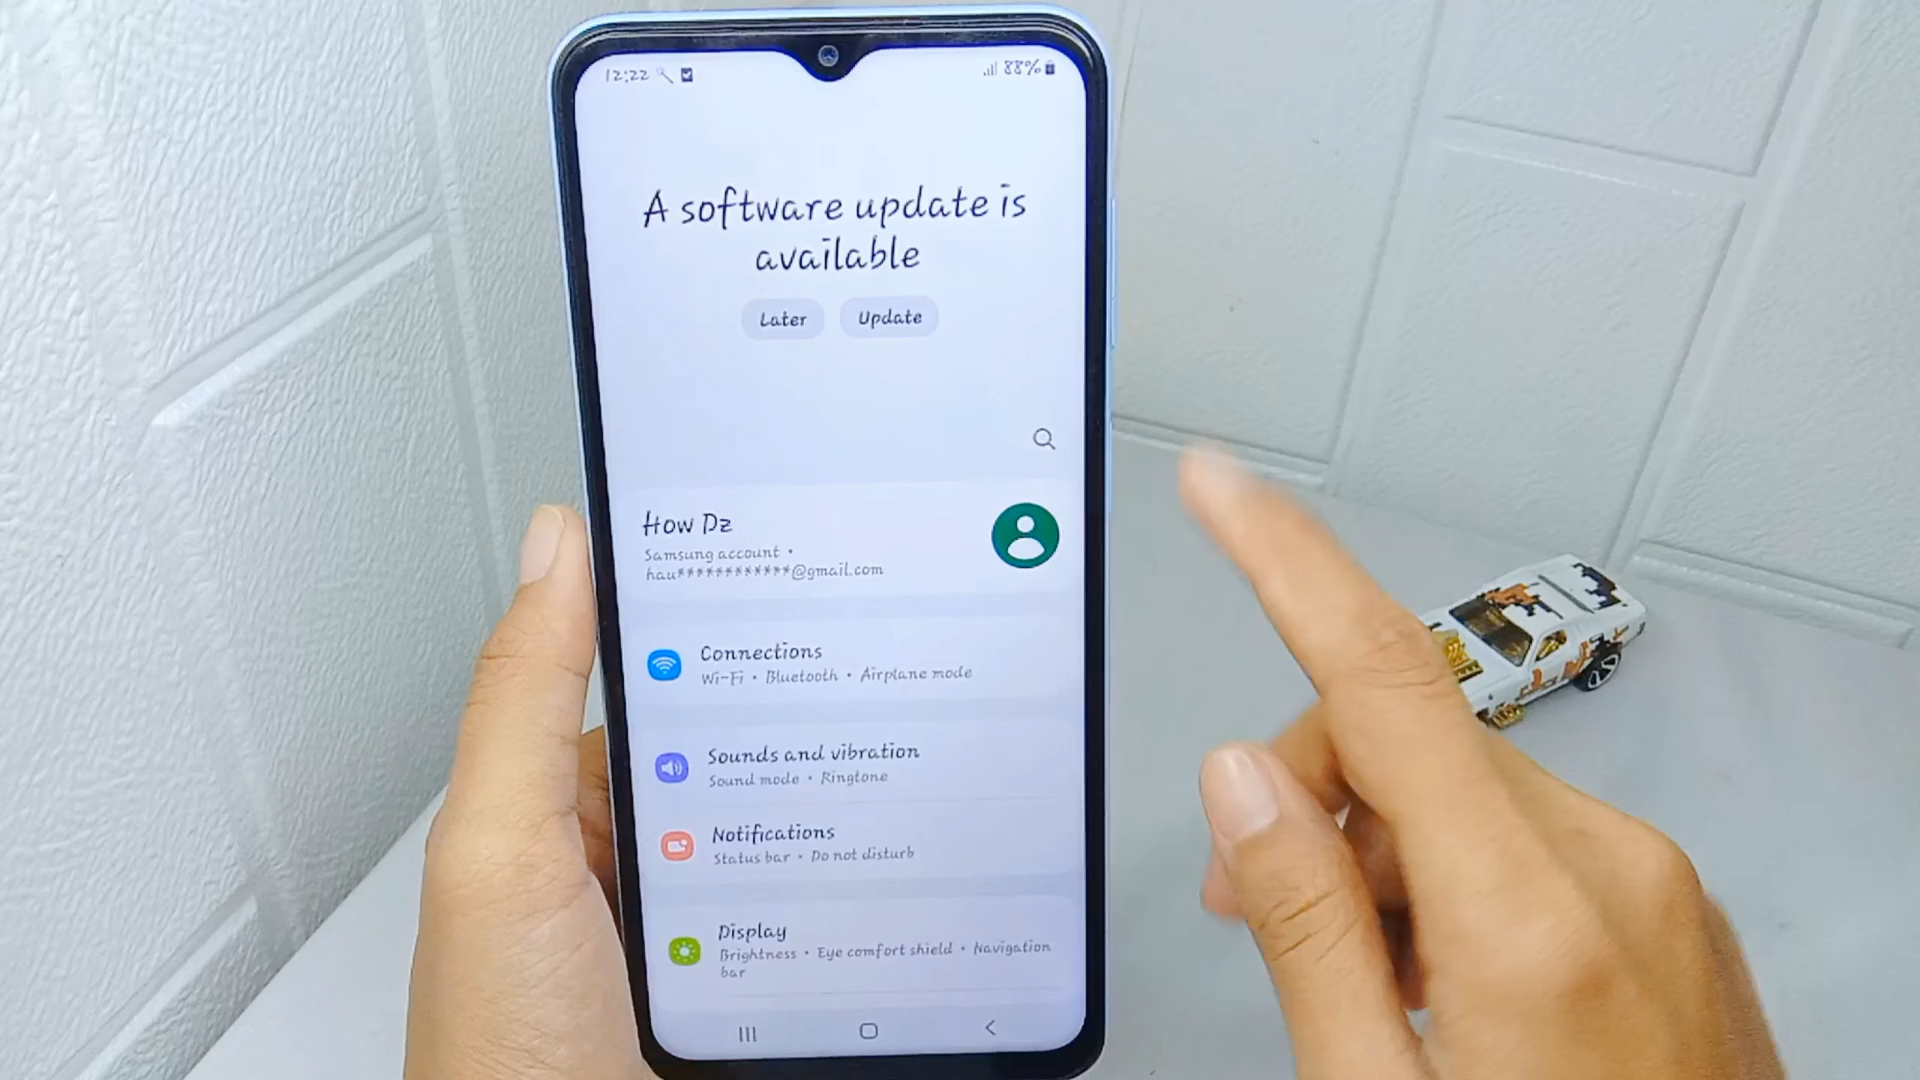 12:22
88%
A software update is
available
Later Update
How Dz
Samsung account •
hau************@gmail.com
Connections
Wi-Fi • Bluetooth • Airplane mode
Sounds and vibration
Sound mode • Ringtone
Notifications
Status bar • Do not disturb
Display
Brightness • Eye comfort shield • Navigation
bar